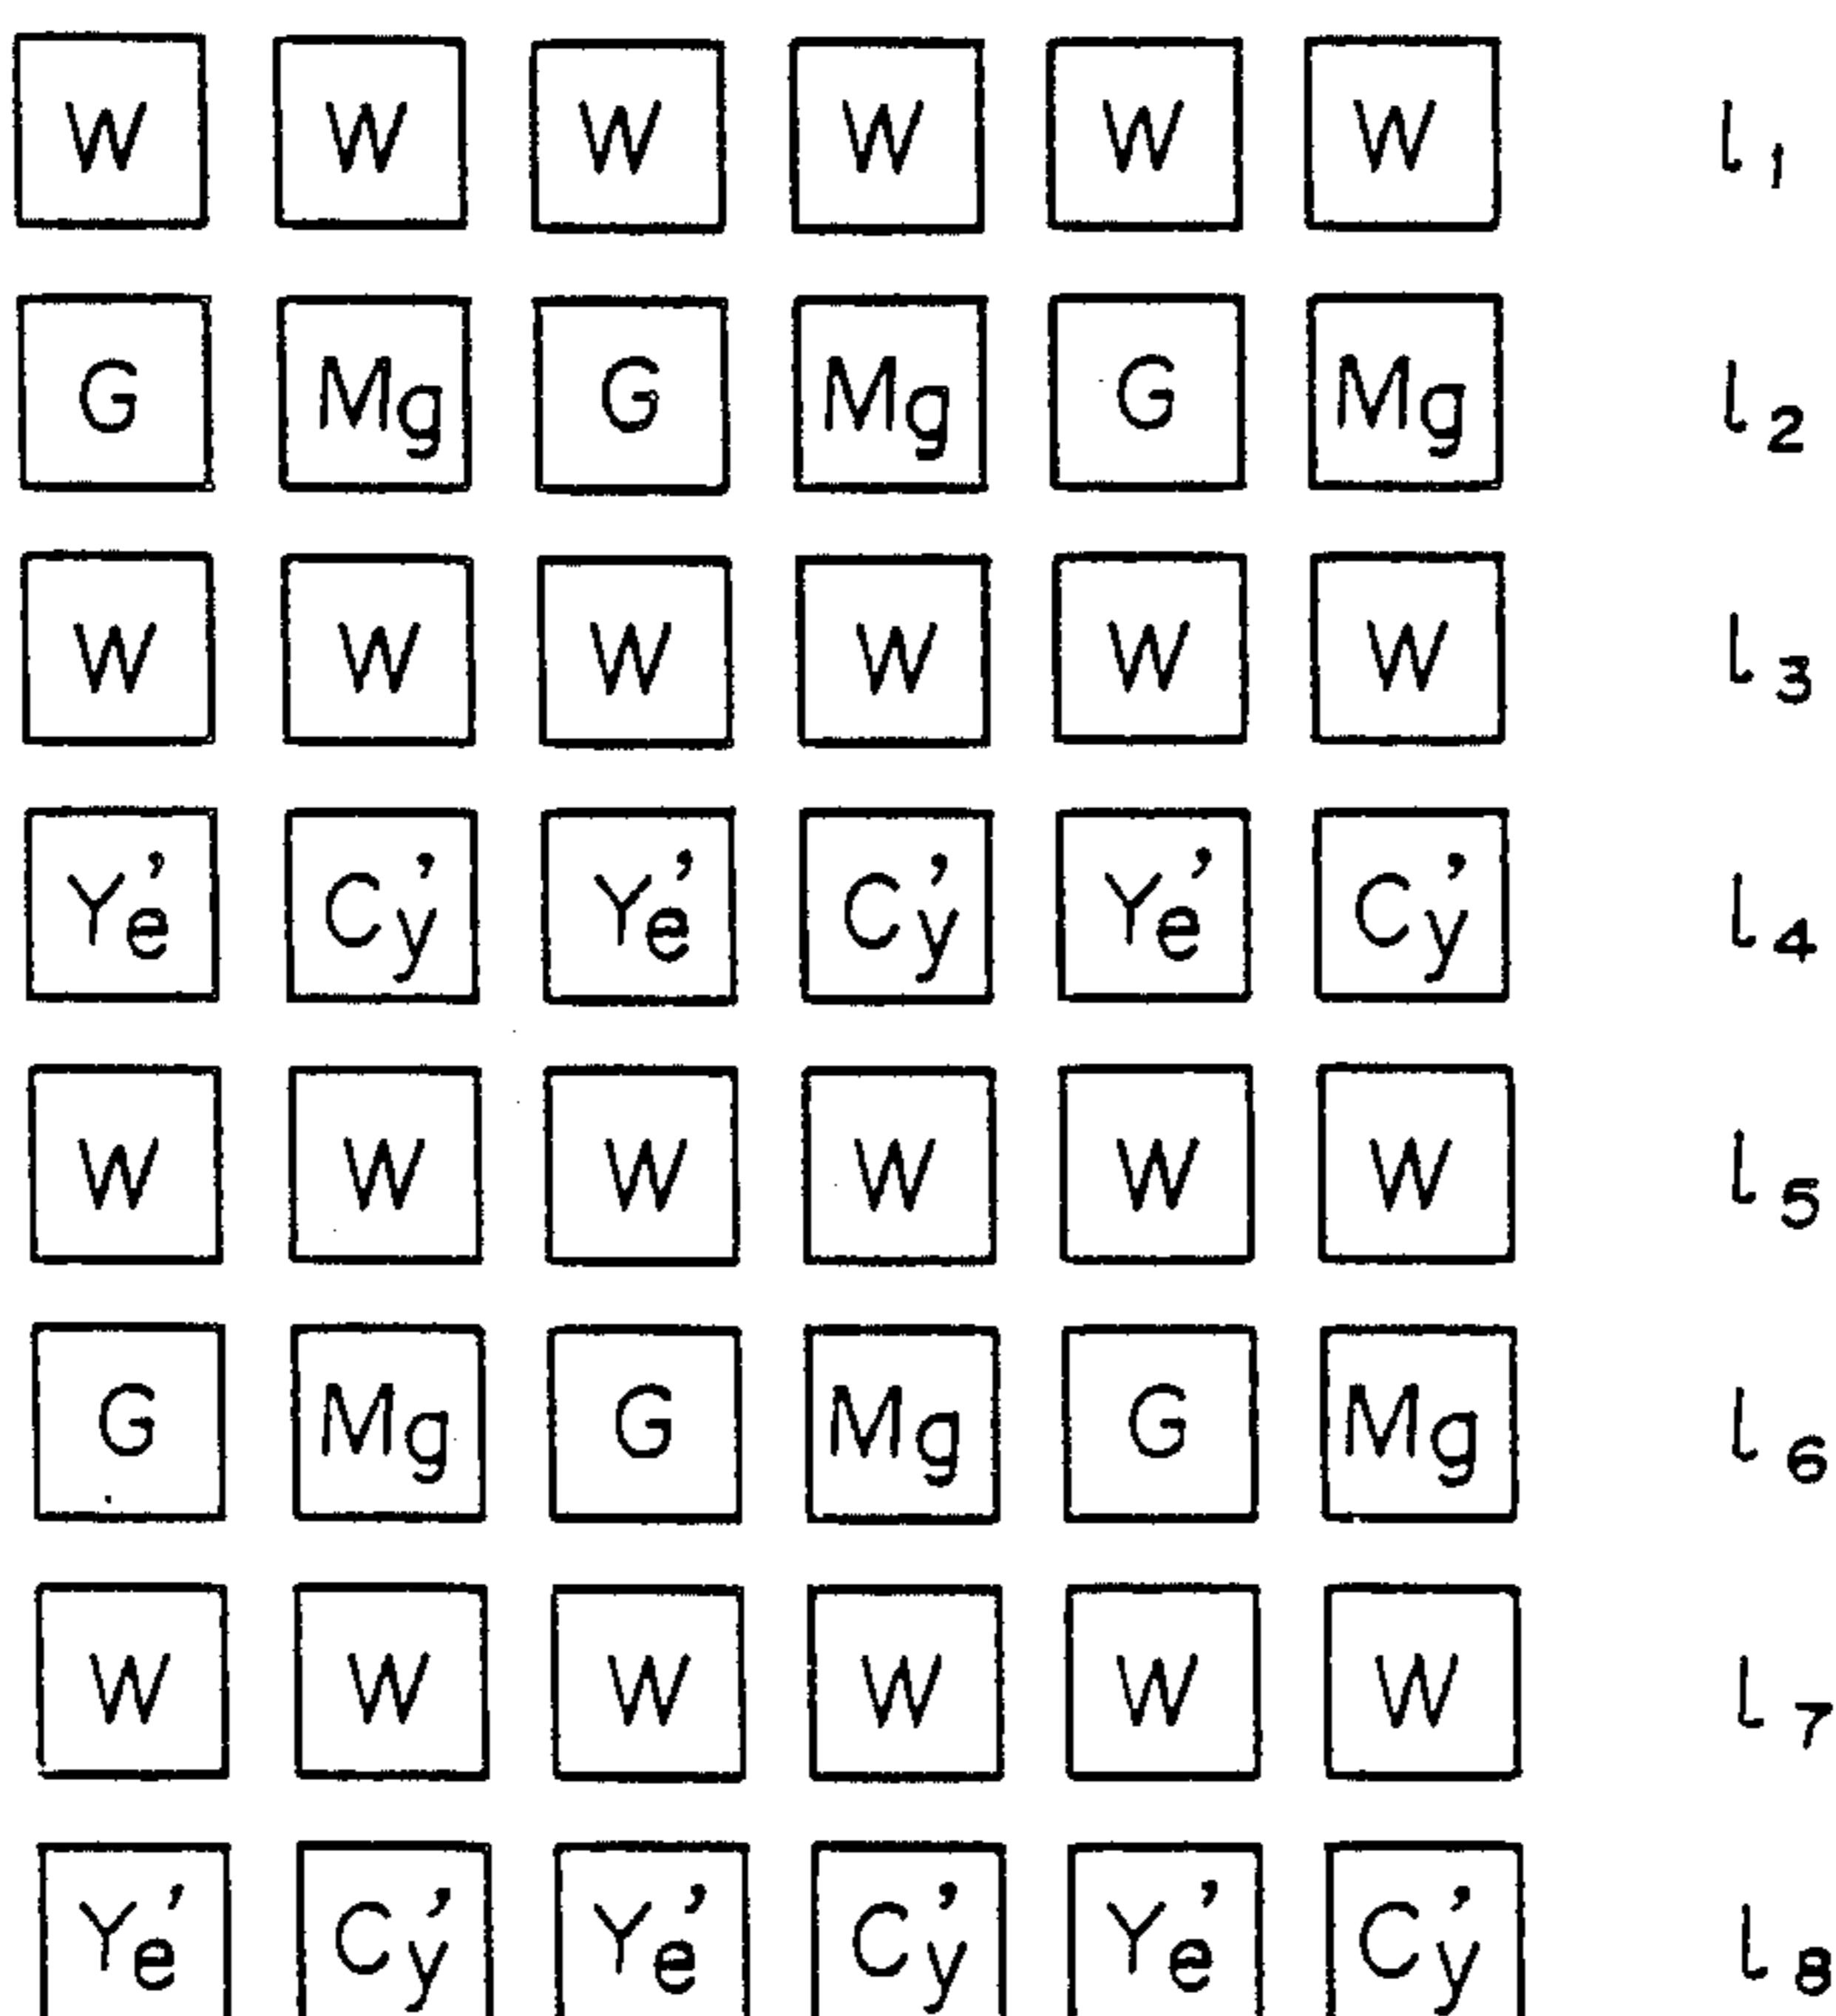 W W W W W W l1
G Mg G Mg G Mg l2
W W W W W W l3
Ye' Cy' Ye' Cy' Ye' Cy' l4
W W W W W W l5
G Mg G Mg G Mg l6
W W W W W W l7
Ye' Cy' Ye' Cy' Ye' Cy' l8